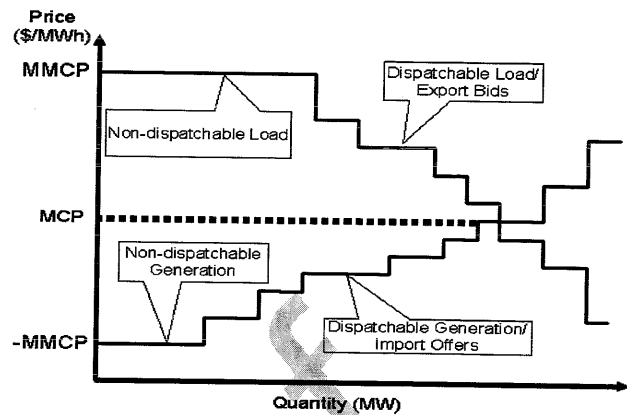 Price
($/MWh)
MMCP
Dispatchable Load/
Export Bids
Non-dispatchable Load
MCP
Non-dispatchable
Generation
Dispatchable Generation/
Import Offers
-MMCP
Quantity (MW)